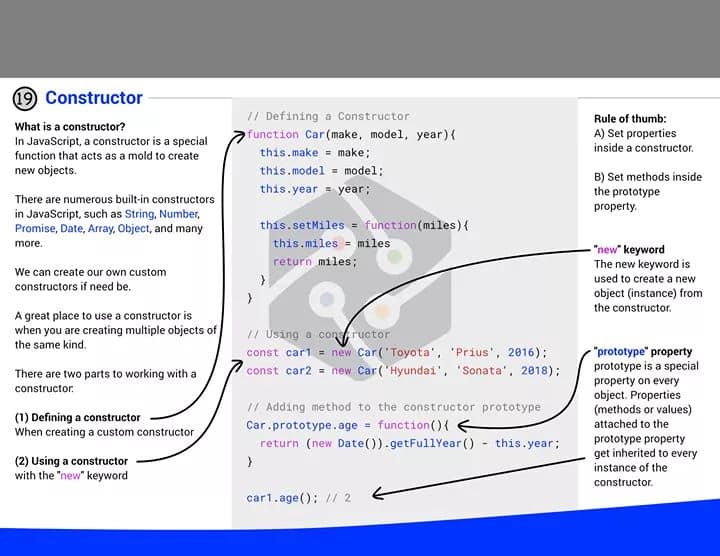 19 Constructor
What is a constructor?
In JavaScript, a constructor is a special
function that acts as a mold to create
new objects.
There are numerous built-in constructors
in JavaScript, such as String, Number,
Promise, Date, Array, Object, and many
more.
We can create our own custom
constructors if need be.
A great place to use a constructor is
when you are creating multiple objects of
the same kind.
There are two parts to working with a
constructor:
(1) Defining a constructor
When creating a custom constructor
(2) Using a constructor
with the "new" keyword
// Defining a Constructor
function Car(make, model, year){
this.make = make;
this.model = model;
this.year = year;
this.setMiles = function(miles){
this.miles = miles
return miles;
}
}
// Using a constructor
const car1 = new Car('Toyota', 'Prius', 2016);
const car2 = new Car('Hyundai', 'Sonata', 2018);
// Adding method to the constructor prototype
Car.prototype.age = function(){
return (new Date()).getFullYear() - this.year;
}
car1.age(); // 2
Rule of thumb:
A) Set properties
inside a constructor.
B) Set methods inside
the prototype
property.
"new" keyword
The new keyword is
used to create a new
object (instance) from
the constructor.
"prototype" property
prototype is a special
property on every
object. Properties
(methods or values)
attached to the
prototype property
get inherited to every
instance of the
constructor.